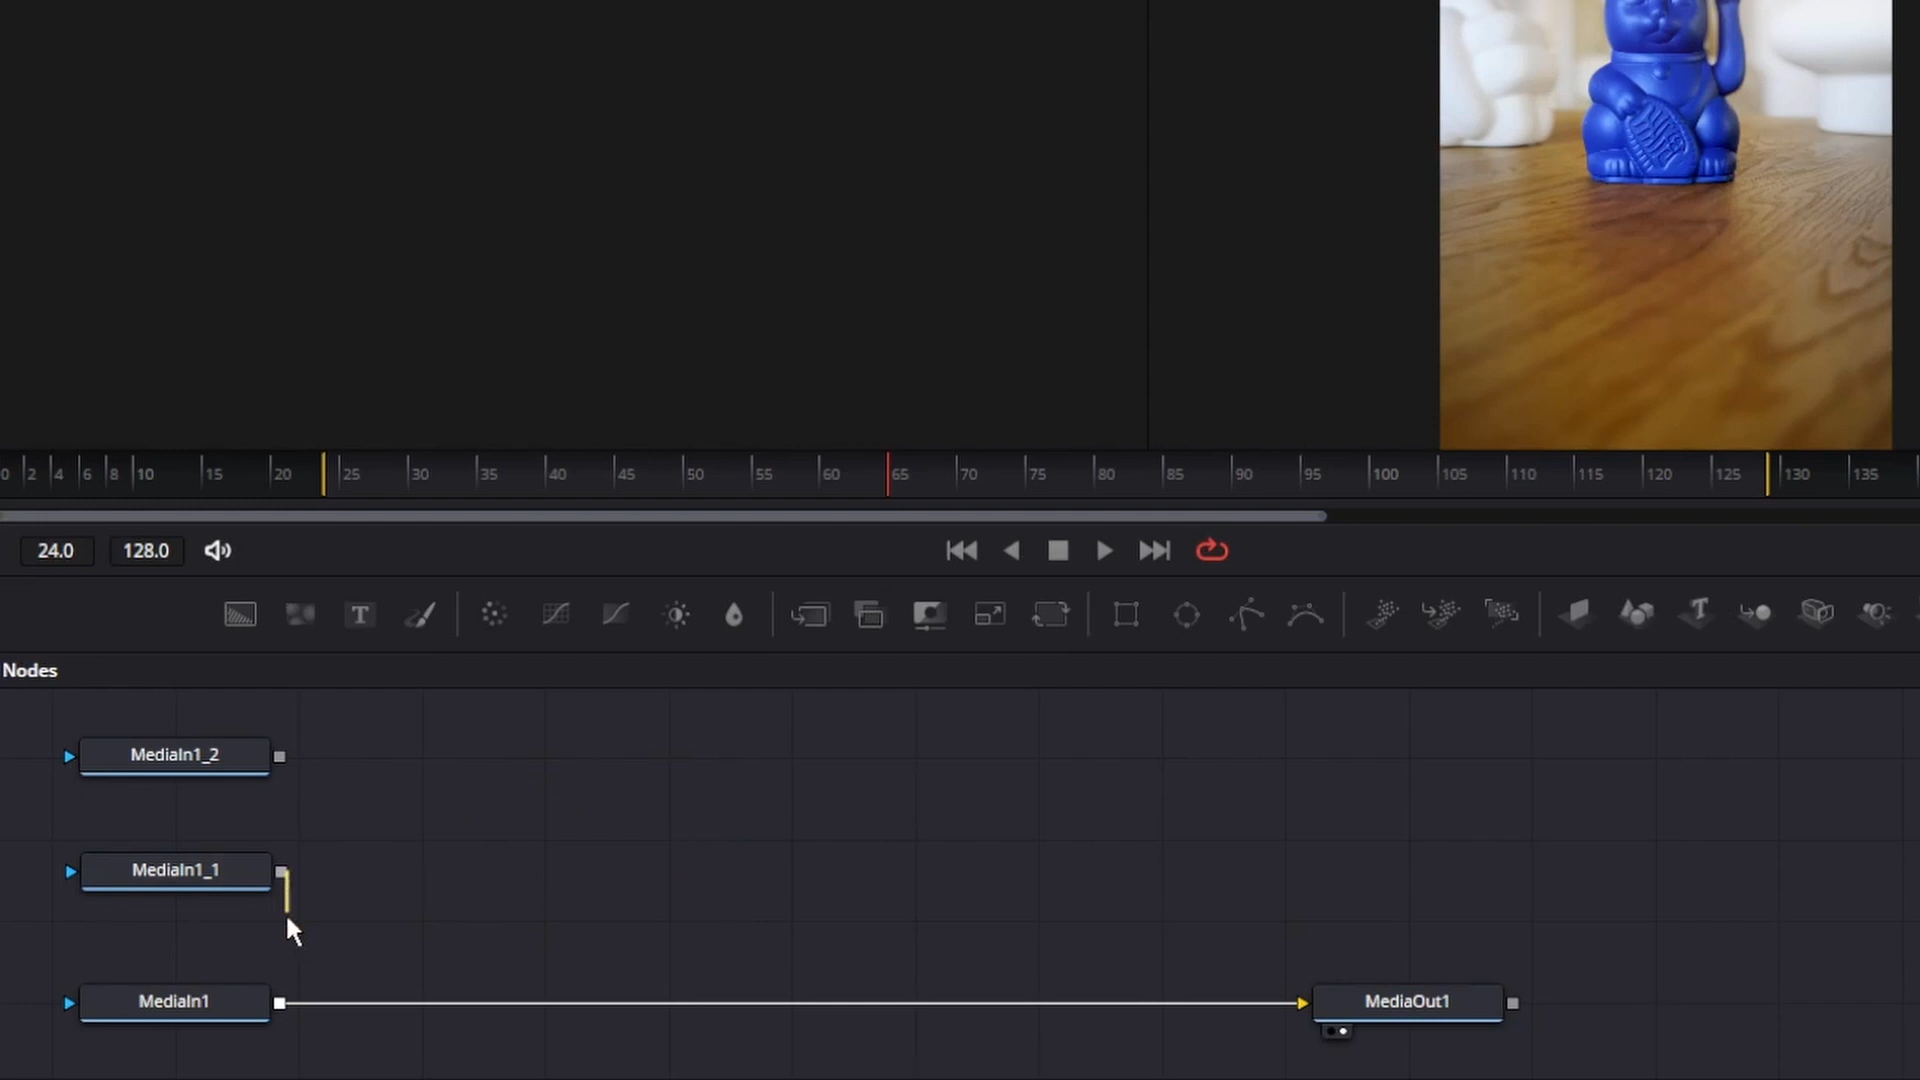 0 2 4 6 8 10 15 20 25 30 35 40 45 50 55 60 65 70 75 80 85 90 95 100 105 110 115 120 125 130 135
24.0 128.0
T T
Nodes
MediaIn1_2
MediaIn1_1
MediaIn1 MediaOut1